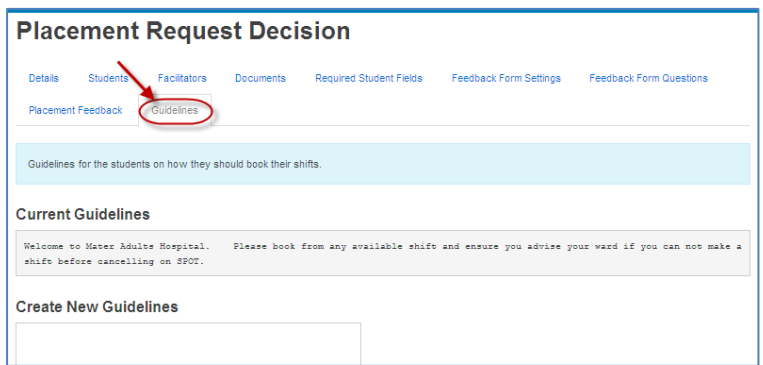 Placement Request Decision
Details Students Facilitators Documents Required Student Fields Feedback Form Settings Feedback Form Questions
Placement Feedback Guidelines
Guidelines for the students on how they should book their shifts.
Current Guidelines
Welcome to Mater Adults Hospital. Please book from any available shift and ensure you advise your ward if you can not make a
shift before cancelling on SPOT.
Create New Guidelines